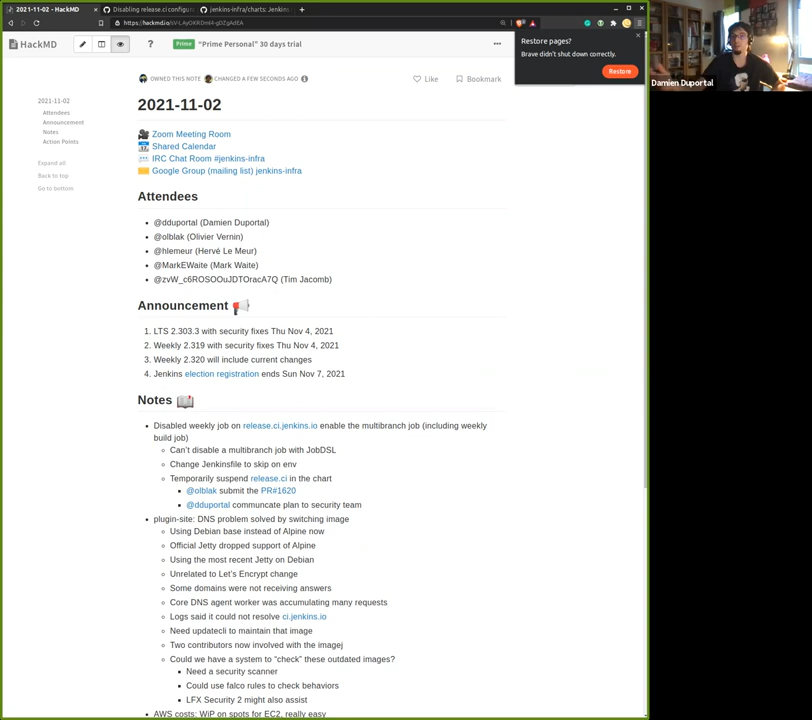 2021-11-02 - HackMD
Disabling release.ci configura
jenkins-infra/charts: Jenkins
HackMD
Prime
"Prime Personal" 30 days trial
Restore pages?
Brave didn't shut down correctly.
Restore
Damien Duportal
OWNED THIS NOTE
CHANGED A FEW SECONDS AGO
Like
Bookmark
2021-11-02
Attendees
Announcement
Notes
Action Points
Expand all
Back to top
Go to bottom
2021-11-02
Zoom Meeting Room
Shared Calendar
IRC Chat Room #jenkins-infra
Google Group (mailing list) jenkins-infra
Attendees
@dduportal (Damien Duportal)
@olblak (Olivier Vernin)
@hlemeur (Hervé Le Meur)
@MarkEWaite (Mark Waite)
@zvW_c6ROSOOuJDTOracA7Q (Tim Jacomb)
Announcement
1. LTS 2.303.3 with security fixes Thu Nov 4, 2021
2. Weekly 2.319 with security fixes Thu Nov 4, 2021
3. Weekly 2.320 will include current changes
4. Jenkins election registration ends Sun Nov 7, 2021
Notes
Disabled weekly job on release.ci.jenkins.io enable the multibranch job (including weekly
build job)
Can't disable a multibranch job with JobDSL
Change Jenkinsfile to skip on env
Temporarily suspend release.ci in the chart
@olblak submit the PR#1620
@dduportal communcate plan to security team
plugin-site: DNS problem solved by switching image
Using Debian base instead of Alpine now
Official Jetty dropped support of Alpine
Using the most recent Jetty on Debian
Unrelated to Let's Encrypt change
Some domains were not receiving answers
Core DNS agent worker was accumulating many requests
Logs said it could not resolve ci.jenkins.io
Need updatecli to maintain that image
Two contributors now involved with the imagej
Could we have a system to "check" these outdated images?
Need a security scanner
Could use falco rules to check behaviors
LFX Security 2 might also assist
AWS costs: WiP on spots for EC2, really easy